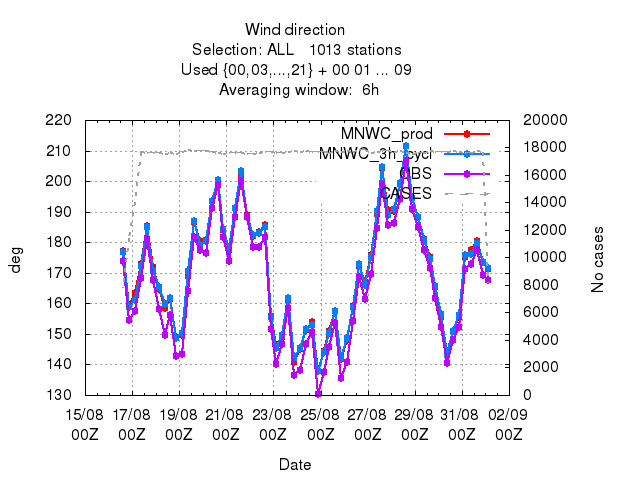 Wind direction
Selection: ALL   1013 stations
Used {00,03,...,21} + 00 01 ... 09
Averaging window:  6h
220
210
200
190
180
170
160
150
140
130
deg
20000
18000
16000
14000
12000
10000
8000
6000
4000
2000
0
No cases
MNWC_prod
MNWC_3h_cycl
OBS
CASES
15/08 17/08 19/08 21/08 23/08 25/08 27/08 29/08 31/08 02/09
00Z 00Z 00Z 00Z 00Z 00Z 00Z 00Z 00Z 00Z
Date